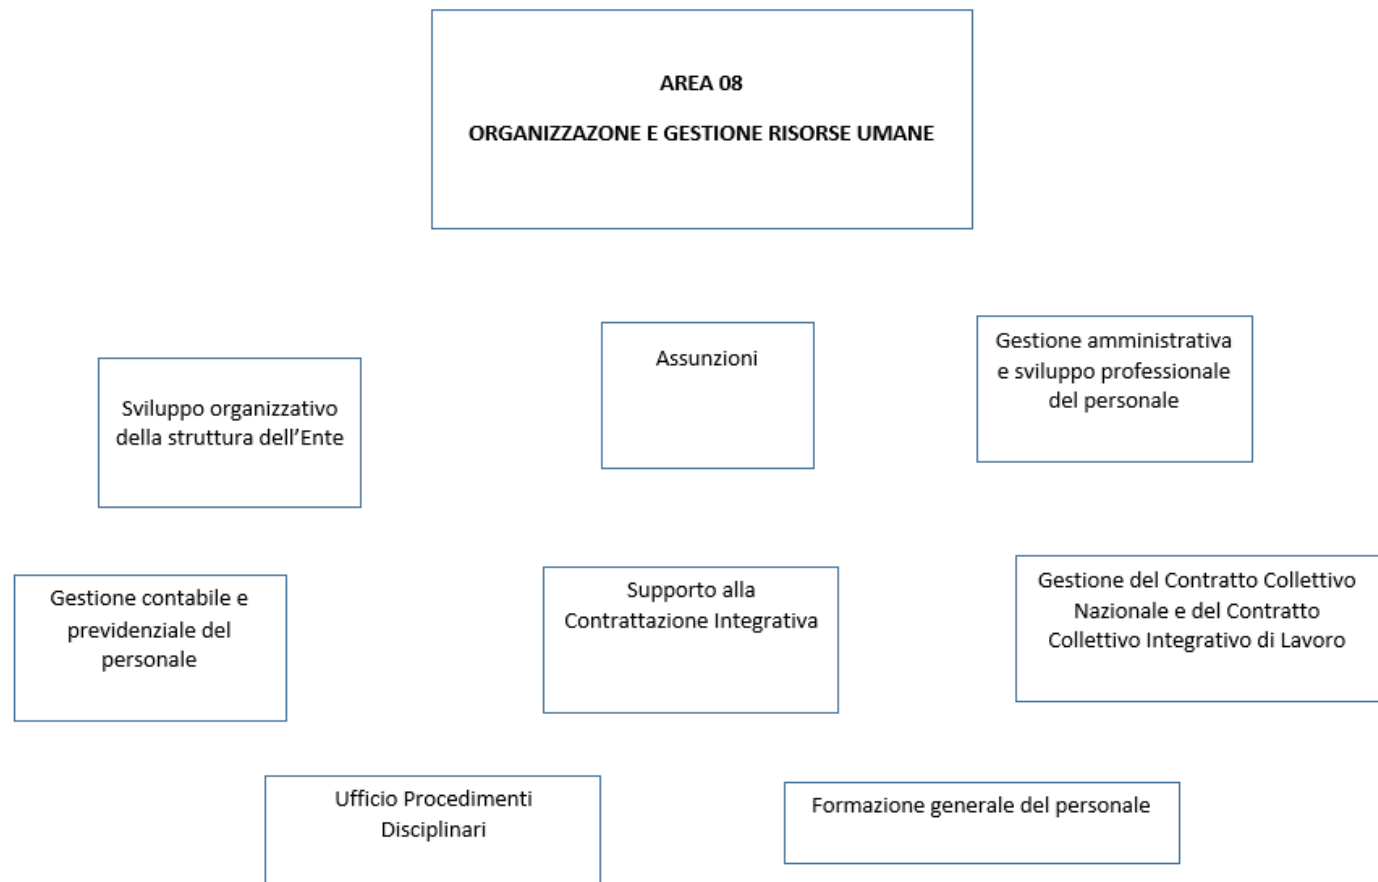 AREA 08
ORGANIZZAZONE E GESTIONE RISORSE UMANE
Sviluppo organizzativo
della struttura dell’Ente
Assunzioni
Gestione amministrativa
e sviluppo professionale
del personale
Gestione contabile e
previdenziale del
personale
Supporto alla
Contrattazione Integrativa
Gestione del Contratto Collettivo
Nazionale e del Contratto
Collettivo Integrativo di Lavoro
Ufficio Procedimenti
Disciplinari
Formazione generale del personale